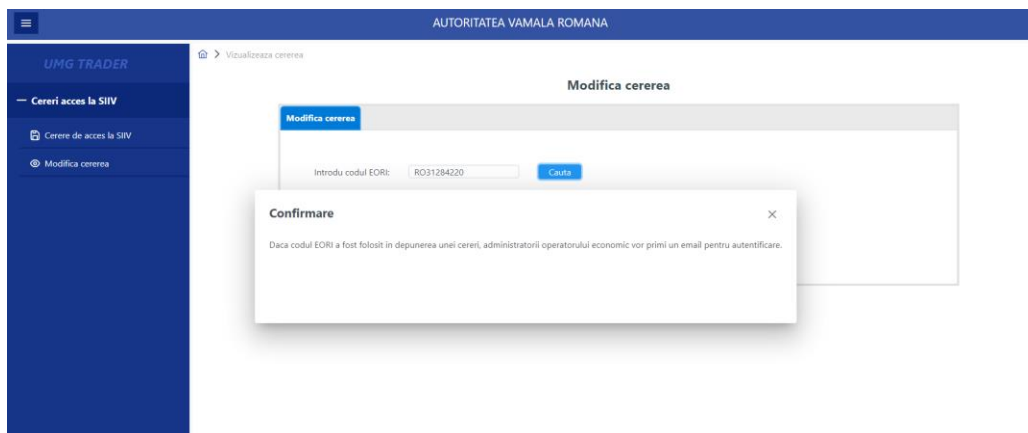 AUTORITATEA VAMALA ROMANA
UMG TRADER
Cereri acces la SIIV
Cerere de acces la SIIV
Modifica cererea
Vizualizeaza cererea
Modifica cererea
Modifica cererea
Introdu codul EORI: RO31284220 Cauta
Confirmare
Daca codul EORI a fost folosit in depunerea unei cereri, administratorii operatorului economic vor primi un email pentru autentificare.